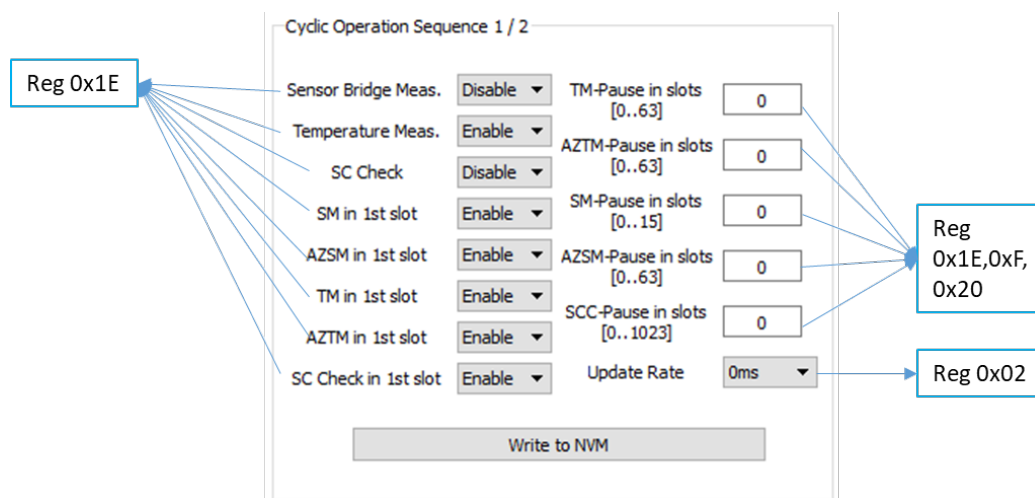 Cyclic Operation Sequence 1 / 2
Reg 0x1E
Sensor Bridge Meas. Disable
Temperature Meas. Enable
SC Check Disable
SM in 1st slot Enable
AZSM in 1st slot Enable
TM in 1st slot Enable
AZTM in 1st slot Enable
SC Check in 1st slot Enable
TM-Pause in slots
[0..63] 0
AZTM-Pause in slots
[0..63] 0
SM-Pause in slots
[0..15] 0
AZSM-Pause in slots
[0..63] 0
SCC-Pause in slots
[0..1023] 0
Update Rate 0ms
Reg
0x1E,0xF,
0x20
Reg 0x02
Write to NVM